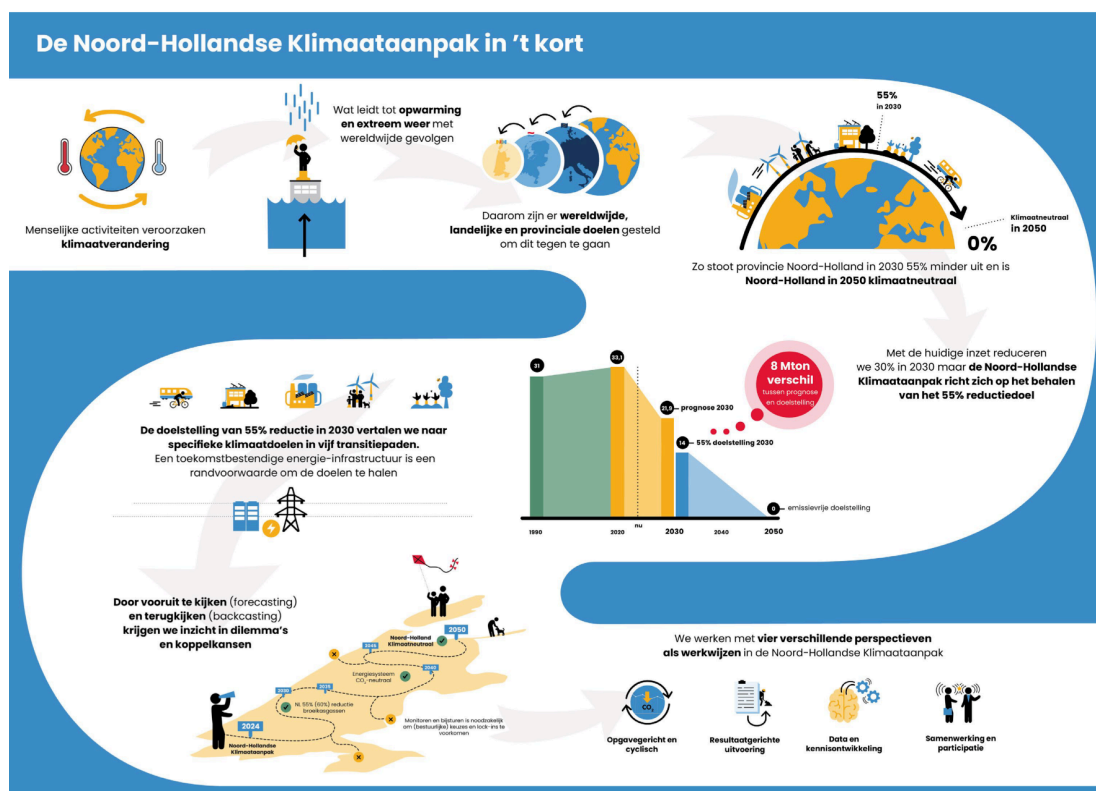 De Noord-Hollandse Klimaataanpak in ’t kort
Menselijke activiteiten veroorzaken
klimaatverandering
Wat leidt tot opwarming
en extreem weer met
wereldwijde gevolgen
Daarom zijn er wereldwijde,
landelijke en provinciale doelen gesteld
om dit tegen te gaan
55%
in 2030
Klimaatneutraal
in 2050
0%
Zo stoot provincie Noord-Holland in 2030 55% minder uit en is
Noord-Holland in 2050 klimaatneutraal
Met de huidige inzet reduceren
we 30% in 2030 maar de Noord-Hollandse
Klimaataanpak richt zich op het behalen
van het 55% reductiedoel
8 Mton
verschil
tussen prognose
en doelstelling
31
33,1
21,9
prognose 2030
14
55% doelstelling 2030
0
emissievrije doelstelling
1990
2020
nu
2030
2040
2050
De doelstelling van 55% reductie in 2030 vertalen we naar
specifieke klimaatdoelen in vijf transitiepaden.
Een toekomstbestendige energie-infrastructuur is een
randvoorwaarde om de doelen te halen
Door vooruit te kijken (forecasting)
en terugkijken (backcasting)
krijgen we inzicht in dilemma’s
en koppelkansen
Noord-Holland
Klimaatneutraal
2050
2045
2040
Energiesysteem
CO₂-neutraal
2035
2030
NL 55% (60%) reductie
broeikasgassen
2024
Noord-Hollandse
Klimaataanpak
Monitoren en bijsturen is noodzakelijk
om (bestuurlijke) keuzes en lock-ins te
voorkomen
We werken met vier verschillende perspectieven
als werkwijzen in de Noord-Hollandse Klimaataanpak
CO₂
Opgavegericht en
cyclisch
Resultaatgerichte
uitvoering
Data en
kennisontwikkeling
Samenwerking en
participatie